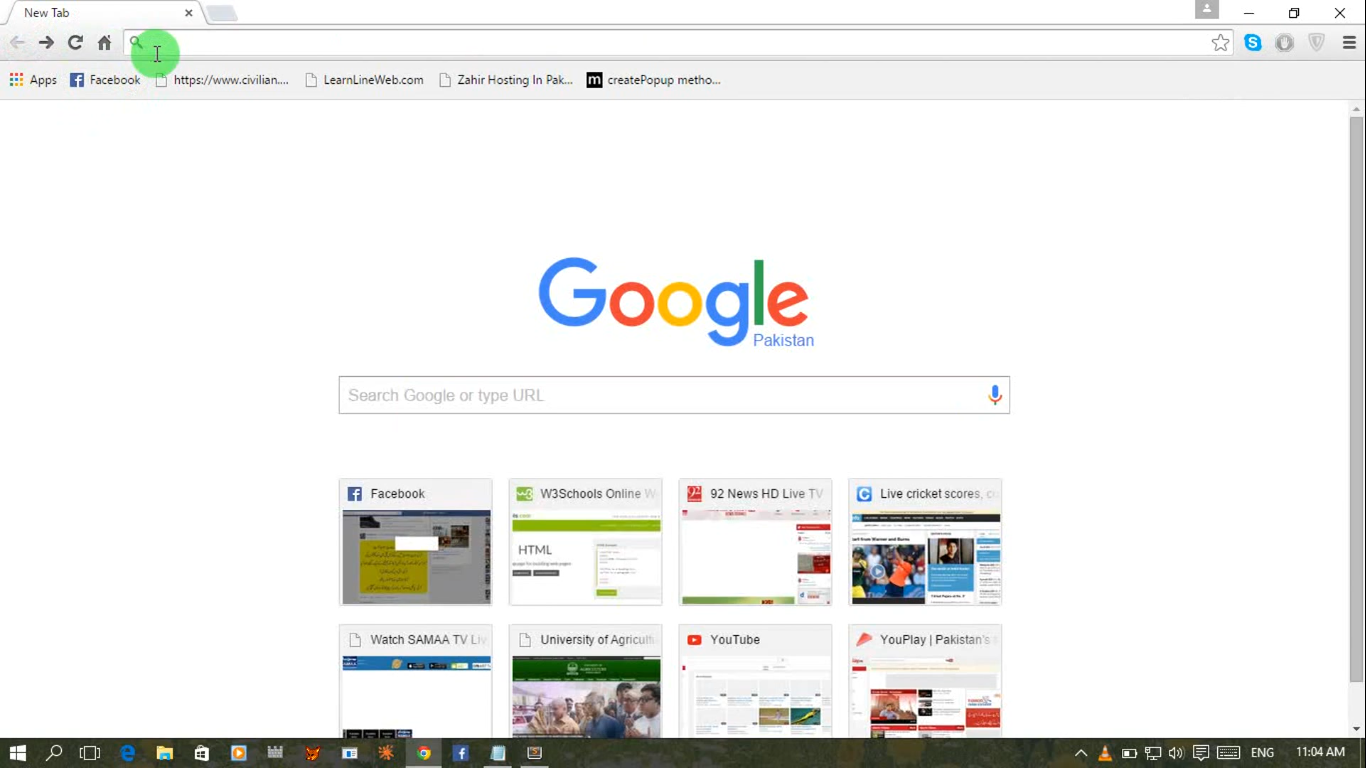 New Tab
Apps
Facebook
https://www.civilian....
LearnLineWeb.com
Zahir Hosting In Pak...
m
createPopup metho...
Google
Pakistan
Search Google or type URL
Facebook
W3Schools Online W
92 News HD Live TV
Live cricket scores, c
HTML
Watch SAMAA TV Liv
University of Agricult
YouTube
YouPlay | Pakistan's
ENG
11:04 AM